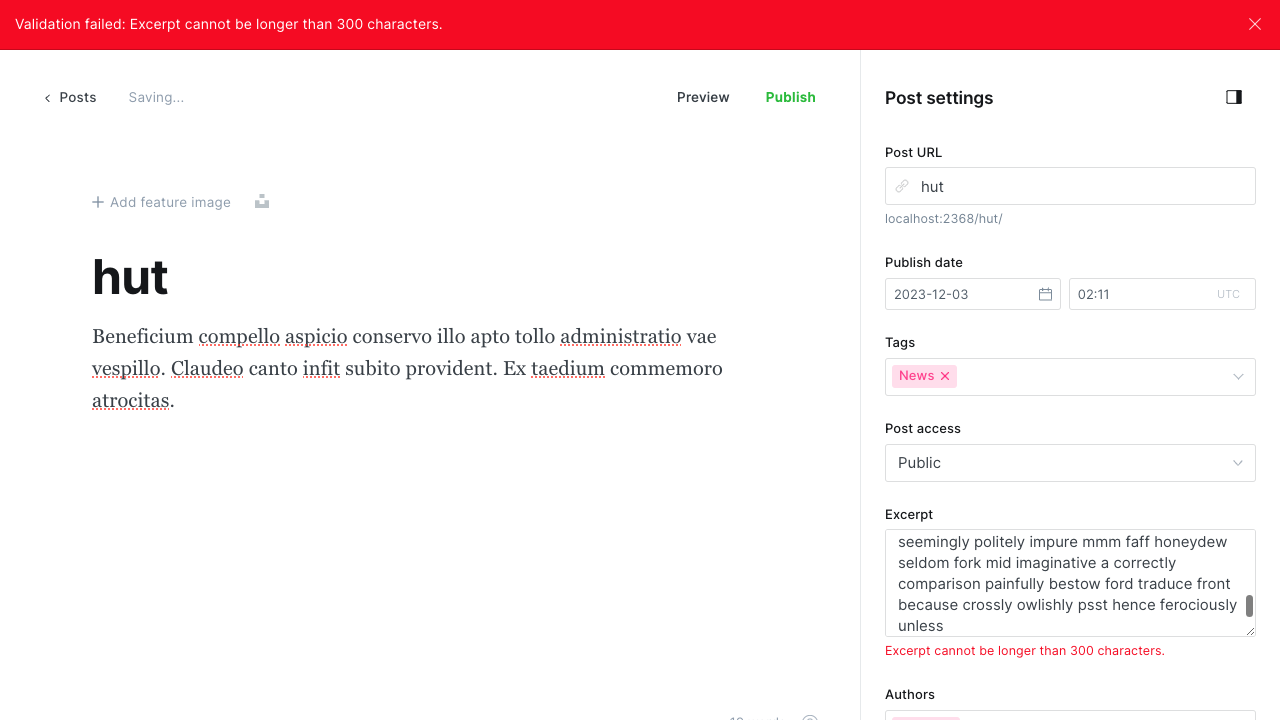 Validation failed: Excerpt cannot be longer than 300 characters.
Posts
Saving...
Preview
Publish
Post settings
Add feature image
hut
Beneficium compello aspicio conservo illo apto tollo administratio vae
vespillo. Claudeo canto infit subito provident. Ex taedium commemoro
atrocitas.
Post URL
hut
localhost:2368/hut/
Publish date
2023-12-03
02:11
UTC
Tags
News
Post access
Public
Excerpt
seemingly politely impure mmm faff honeydew
seldom fork mid imaginative a correctly
comparison painfully bestow ford traduce front
because crossly owlishly psst hence ferociously
unless
Excerpt cannot be longer than 300 characters.
Authors